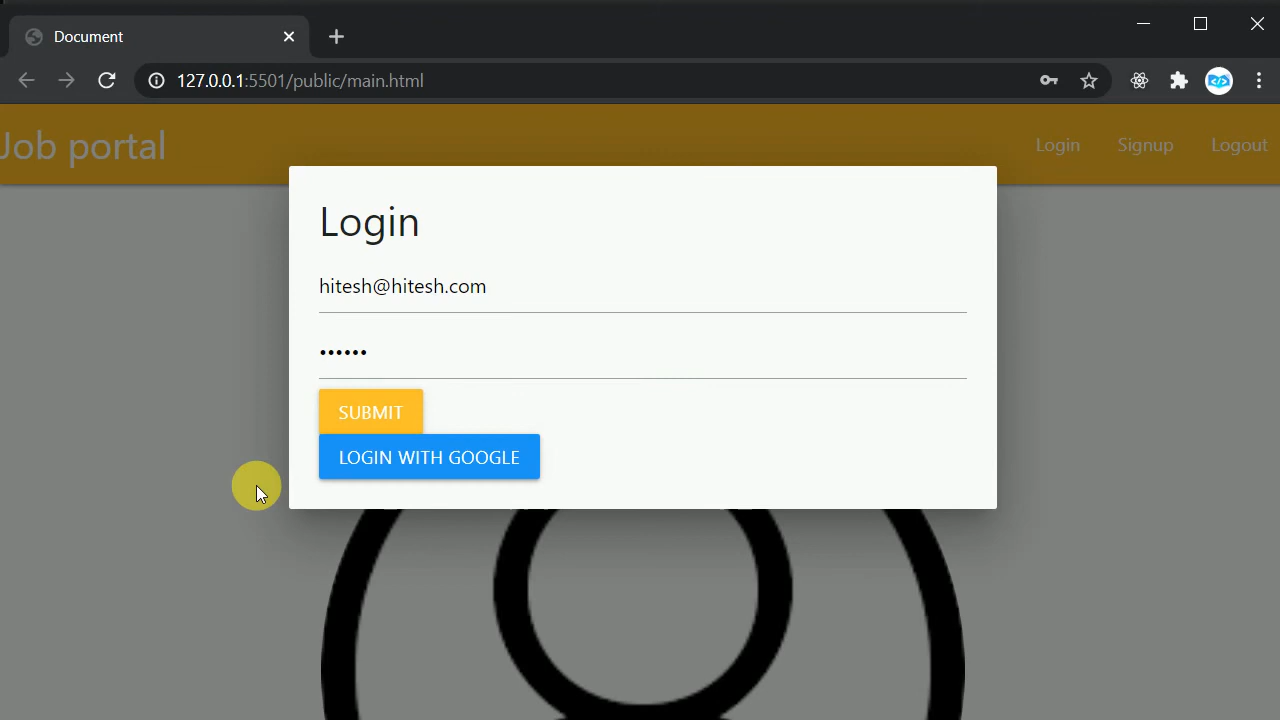 Document
127.0.0.1:5501/public/main.html
Job portal
Login Signup Logout
Login
hitesh@hitesh.com
••••••
SUBMIT
LOGIN WITH GOOGLE